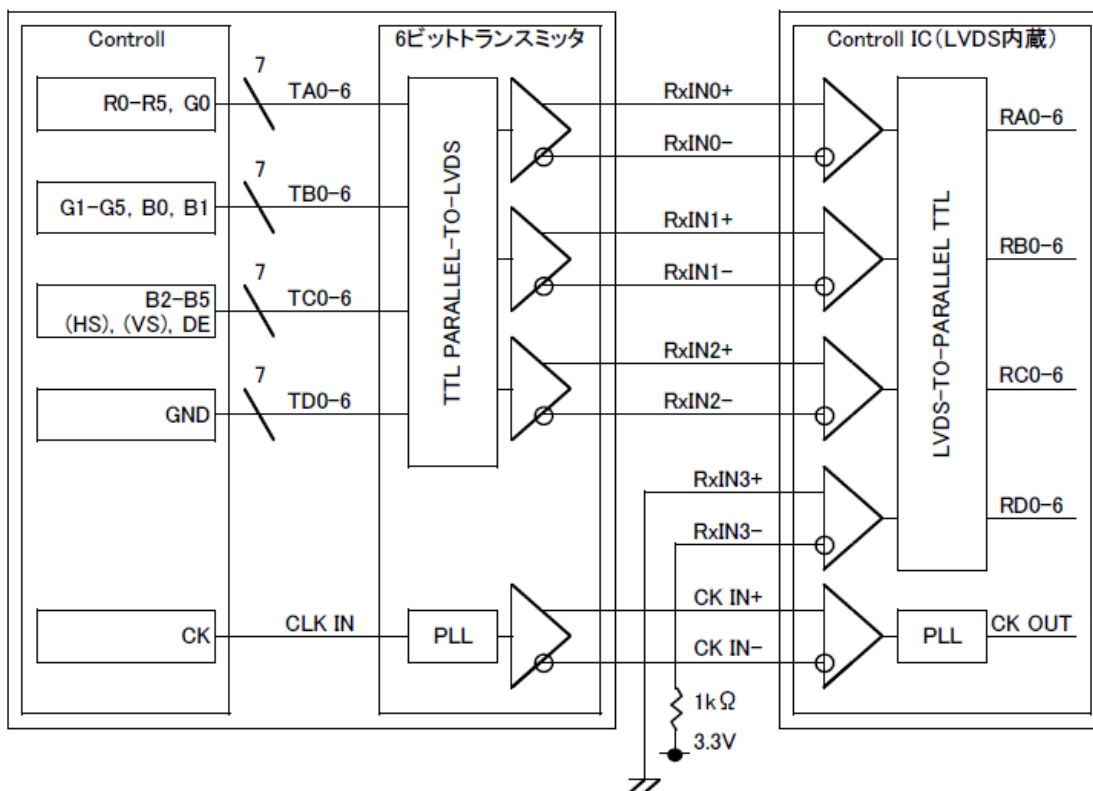 Controll
6ビットトランスミッタ
Controll IC(LVDS内蔵)
R0-R5, G0
7
TA0-6
RxIN0+
RxIN0-
RA0-6
G1-G5, B0, B1
7
TB0-6
RxIN1+
RxIN1-
RB0-6
B2-B5
(HS), (VS), DE
7
TC0-6
RxIN2+
RxIN2-
RC0-6
GND
7
TD0-6
RxIN3+
RxIN3-
RD0-6
TTL PARALLEL-TO-LVDS
LVDS-TO-PARALLEL TTL
CK
CLK IN
PLL
CK IN+
CK IN-
PLL
CK OUT
1kΩ
3.3V